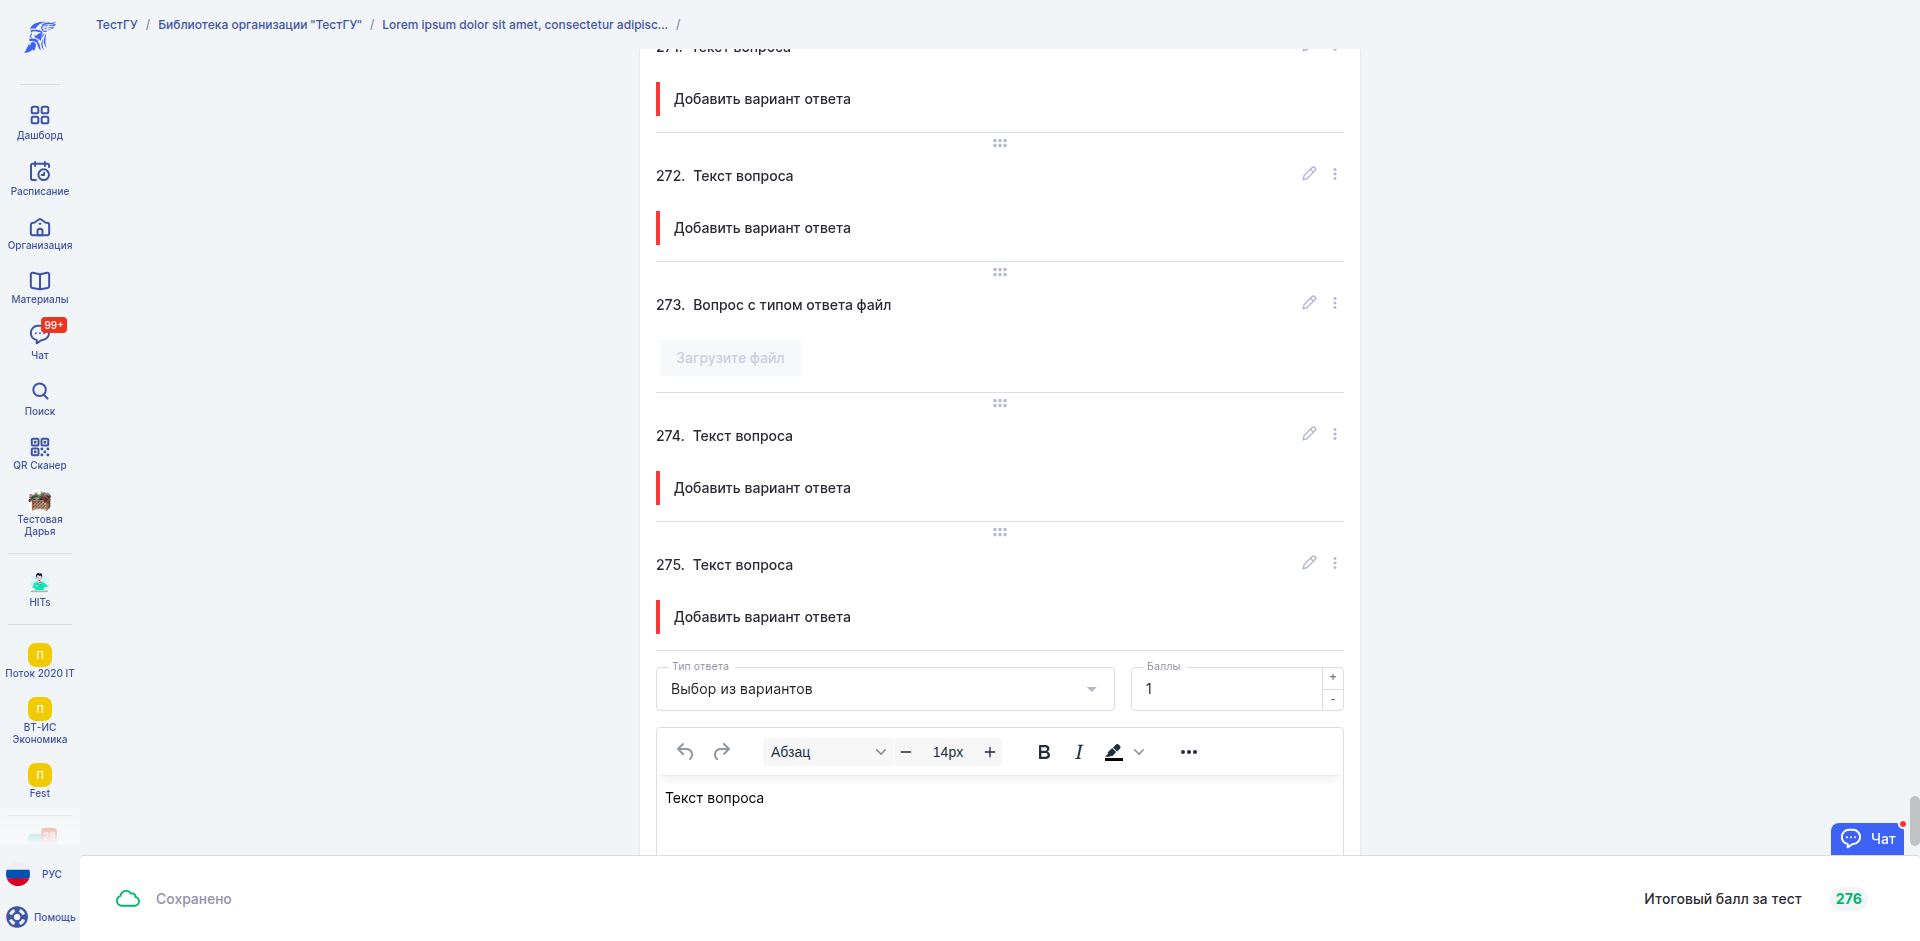 ТестГУ / Библиотека организации "ТестГУ" / Lorem ipsum dolor sit amet, consectetur adipisc... /
Дашборд
Расписание
Организация
Материалы
99+
Чат
Поиск
QR Сканер
Тестовая
Дарья
HITs
П
Поток 2020 IT
П
ВТ-ИС
Экономика
П
Fest
28
РУС
Помощь
271. Текст вопроса
Добавить вариант ответа
272. Текст вопроса
Добавить вариант ответа
273. Вопрос с типом ответа файл
Загрузите файл
274. Текст вопроса
Добавить вариант ответа
275. Текст вопроса
Добавить вариант ответа
Тип ответа
Выбор из вариантов
Баллы
1
+
-
Абзац
14px
B I
Текст вопроса
Чат
Сохранено
Итоговый балл за тест 276